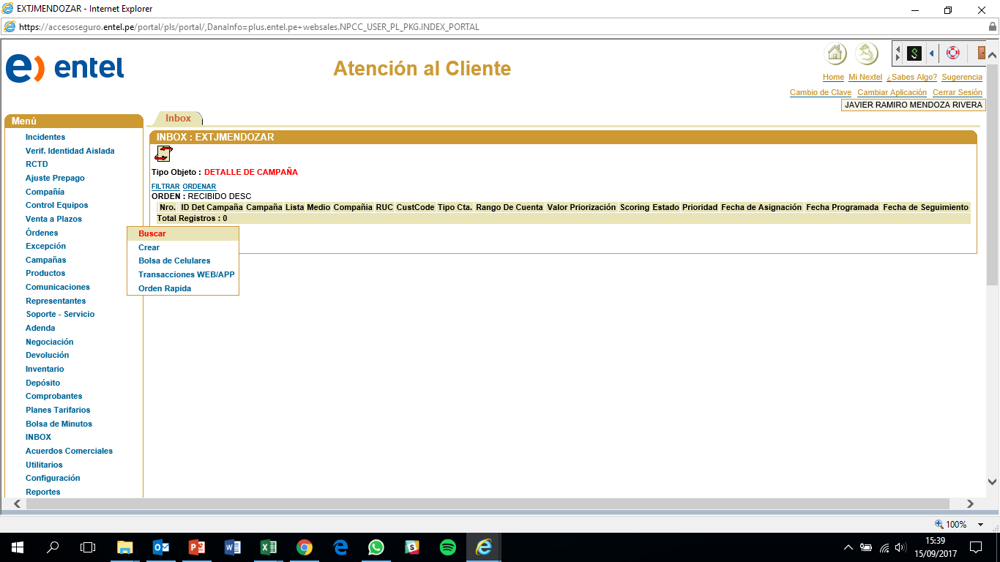 EXTJMENDOZAR - Internet Explorer
https://accesoseguro.entel.pe/portal/pls/portal/,DanaInfo=plus.entel.pe+websales.NPCC_USER_PL_PKG.INDEX_PORTAL
entel
Atención al Cliente
Home Mi Nextel ¿Sabes Algo? Sugerencia
Cambio de Clave Cambiar Aplicación Cerrar Sesión
JAVIER RAMIRO MENDOZA RIVERA
Menú
Incidentes
Verif. Identidad Aislada
RCTD
Ajuste Prepago
Compañía
Control Equipos
Venta a Plazos
Órdenes
Excepción
Campañas
Productos
Comunicaciones
Representantes
Soporte - Servicio
Adenda
Negociación
Devolución
Inventario
Depósito
Comprobantes
Planes Tarifarios
Bolsa de Minutos
INBOX
Acuerdos Comerciales
Utilitarios
Configuración
Reportes
Buscar
Crear
Bolsa de Celulares
Transacciones WEB/APP
Orden Rapida
Inbox
INBOX : EXTJMENDOZAR
Tipo Objeto : DETALLE DE CAMPAÑA
FILTRAR ORDENAR
ORDEN : RECIBIDO DESC
Nro. ID Det Campaña Campaña Lista Medio Compañia RUC CustCode Tipo Cta. Rango De Cuenta Valor Priorización Scoring Estado Prioridad Fecha de Asignación Fecha Programada Fecha de Seguimiento
Total Registros : 0
100%
15:39
15/09/2017